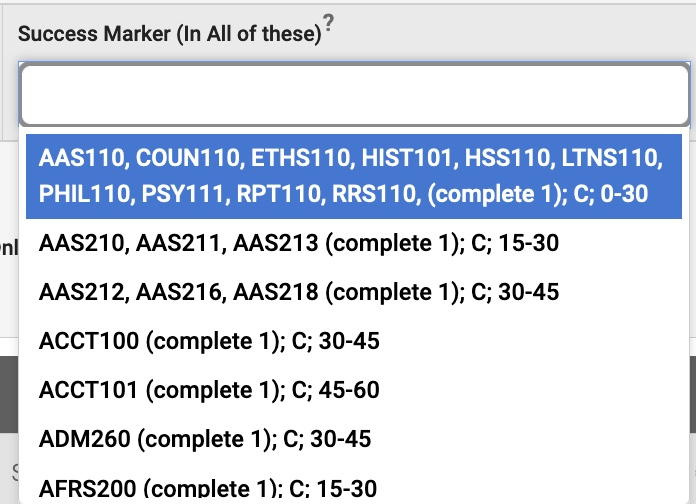 Success Marker (In All of these)?
AAS110, COUN110, ETHS110, HIST101, HSS110, LTNS110,
PHIL110, PSY111, RPT110, RRS110, (complete 1); C; 0-30
AAS210, AAS211, AAS213 (complete 1); C; 15-30
AAS212, AAS216, AAS218 (complete 1); C; 30-45
ACCT100 (complete 1); C; 30-45
ACCT101 (complete 1); C; 45-60
ADM260 (complete 1); C; 30-45
AFRS200 (complete 1); C; 15-30